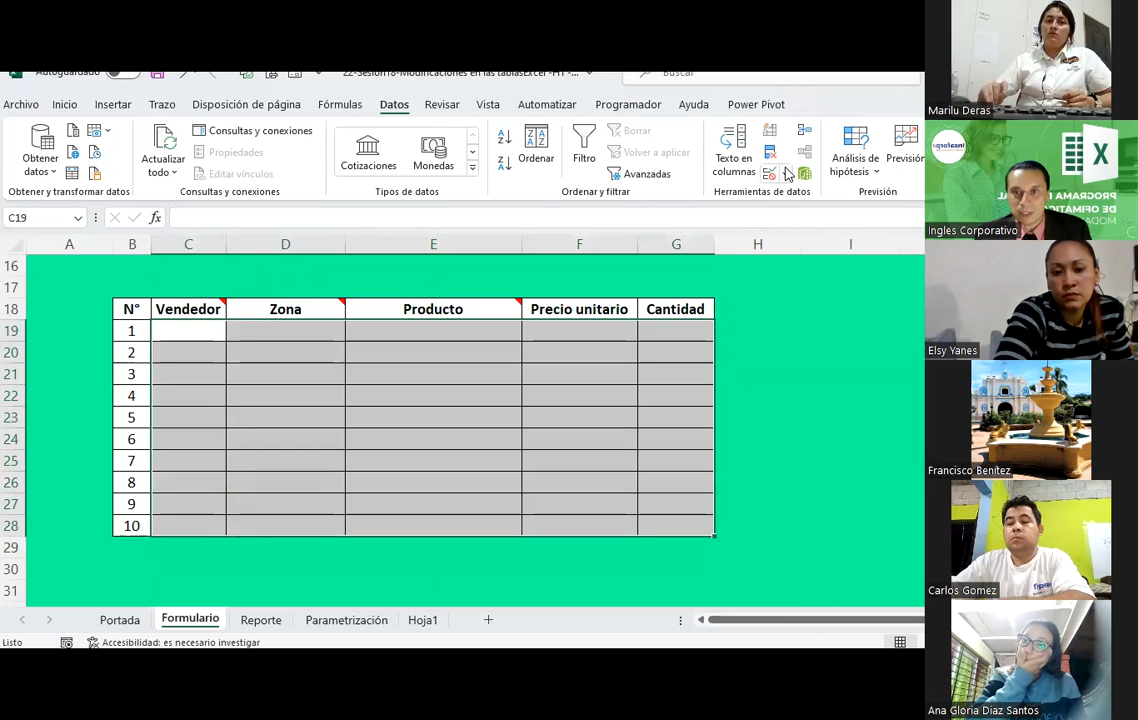 Autoguardado
22-Sesion18-Modificaciones en las tablasExcel -H1 -...
Buscar
Archivo Inicio Insertar Trazo Disposición de página Fórmulas Datos Revisar Vista Automatizar Programador Ayuda Power Pivot
Obtener datos
Obtener y transformar datos
Actualizar todo
Consultas y conexiones
Propiedades
Editar vínculos
Consultas y conexiones
Cotizaciones Monedas
Tipos de datos
Ordenar
Filtro
Borrar
Volver a aplicar
Avanzadas
Ordenar y filtrar
Texto en columnas
Herramientas de datos
Análisis de hipótesis
Previsión
Previsión
C19
fx
A B C D E F G H I
16
17
18 N° Vendedor Zona Producto Precio unitario Cantidad
19 1
20 2
21 3
22 4
23 5
24 6
25 7
26 8
27 9
28 10
29
30
31
Portada Formulario Reporte Parametrización Hoja1
Listo
Accesibilidad: es necesario investigar
Marilu Deras
Ingles Corporativo
Elsy Yanes
Francisco Benítez
Carlos Gomez
Ana Gloria Diaz Santos